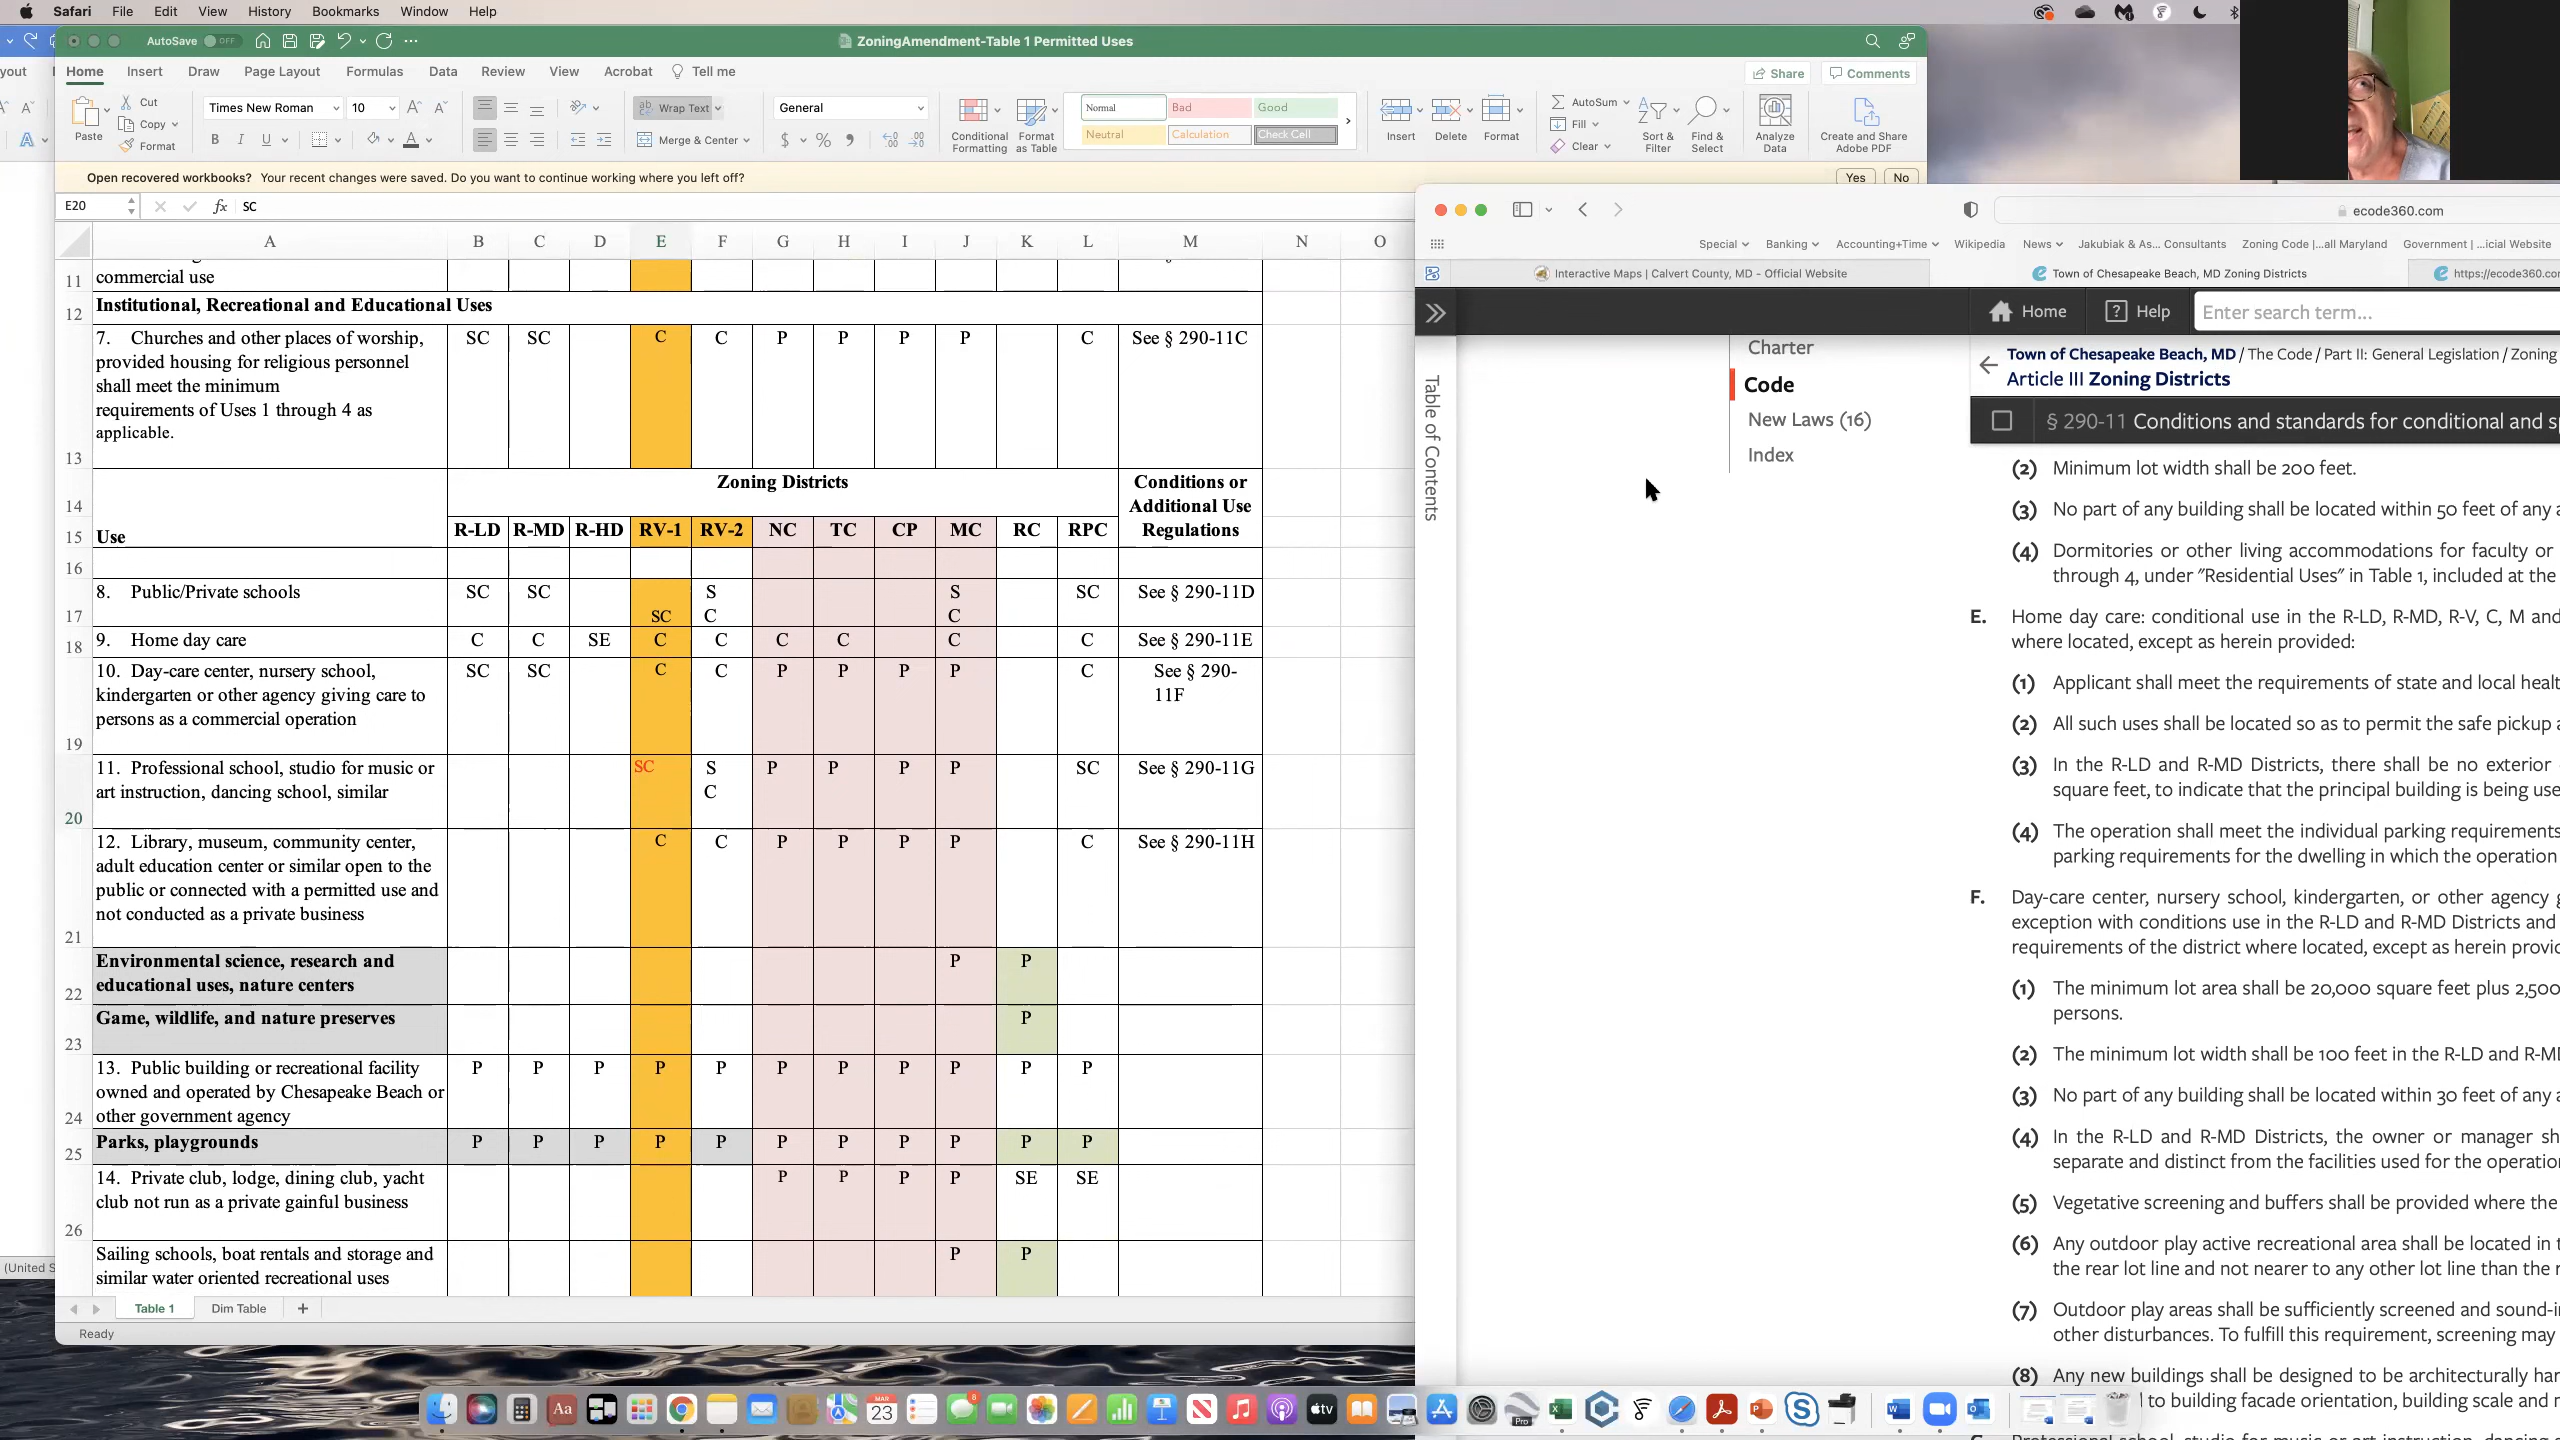 Safari File Edit View History Bookmarks Window Help
AutoSave OFF ZoningAmendment-Table 1 Permitted Uses
yout Home Insert Draw Page Layout Formulas Data Review View Acrobat Tell me Share Comments
Paste Cut Copy Format
Times New Roman 10
B I U
Wrap Text
Merge & Center
General
$ % 9
Conditional Formatting
Format as Table
Normal Bad Good
Neutral Calculation Check Cell
Insert Delete Format
AutoSum
Fill
Clear
Sort & Filter
Find & Select
Analyze Data
Create and Share Adobe PDF
Open recovered workbooks? Your recent changes were saved. Do you want to continue working where you left off? Yes No
E20 fx SC
A B C D E F G H I J K L M N O
11 commercial use
12 Institutional, Recreational and Educational Uses
7. Churches and other places of worship, SC SC C C P P P P C See § 290-11C
provided housing for religious personnel
shall meet the minimum
requirements of Uses 1 through 4 as
applicable.
13
14 Zoning Districts Conditions or
Additional Use
15 Use R-LD R-MD R-HD RV-1 RV-2 NC TC CP MC RC RPC Regulations
16
8. Public/Private schools SC SC S S SC See § 290-11D
17 SC C C
18 9. Home day care C C SE C C C C C C See § 290-11E
10. Day-care center, nursery school, SC SC C C P P P P C See § 290-
kindergarten or other agency giving care to 11F
persons as a commercial operation
19
11. Professional school, studio for music or SC S P P P P SC See § 290-11G
art instruction, dancing school, similar C
20
12. Library, museum, community center, C C P P P P C See § 290-11H
adult education center or similar open to the
public or connected with a permitted use and
not conducted as a private business
21
Environmental science, research and P P
22 educational uses, nature centers
Game, wildlife, and nature preserves P
23
13. Public building or recreational facility P P P P P P P P P P P
owned and operated by Chesapeake Beach or
24 other government agency
25 Parks, playgrounds P P P P P P P P P P P
14. Private club, lodge, dining club, yacht P P P P SE SE
club not run as a private gainful business
26
Sailing schools, boat rentals and storage and P P
similar water oriented recreational uses
(United S
Table 1 Dim Table +
Ready
ecode360.com
Special Banking Accounting+Time Wikipedia News Jakubiak & As... Consultants Zoning Code |...all Maryland Government | ...icial Website
Interactive Maps | Calvert County, MD - Official Website Town of Chesapeake Beach, MD Zoning Districts https://ecode360.com
Home Help Enter search term...
Table of Contents
Charter
Code
New Laws (16)
Index
Town of Chesapeake Beach, MD / The Code / Part II: General Legislation / Zoning
Article III Zoning Districts
§ 290-11 Conditions and standards for conditional and sp
(2) Minimum lot width shall be 200 feet.
(3) No part of any building shall be located within 50 feet of any a
(4) Dormitories or other living accommodations for faculty or
through 4, under "Residential Uses" in Table 1, included at the
E. Home day care: conditional use in the R-LD, R-MD, R-V, C, M and
where located, except as herein provided:
(1) Applicant shall meet the requirements of state and local healt
(2) All such uses shall be located so as to permit the safe pickup a
(3) In the R-LD and R-MD Districts, there shall be no exterior
square feet, to indicate that the principal building is being use
(4) The operation shall meet the individual parking requirements
parking requirements for the dwelling in which the operation
F. Day-care center, nursery school, kindergarten, or other agency g
exception with conditions use in the R-LD and R-MD Districts and
requirements of the district where located, except as herein provid
(1) The minimum lot area shall be 20,000 square feet plus 2,500
persons.
(2) The minimum lot width shall be 100 feet in the R-LD and R-MD
(3) No part of any building shall be located within 30 feet of any a
(4) In the R-LD and R-MD Districts, the owner or manager sh
separate and distinct from the facilities used for the operation
(5) Vegetative screening and buffers shall be provided where the
(6) Any outdoor play active recreational area shall be located in t
the rear lot line and not nearer to any other lot line than the r
(7) Outdoor play areas shall be sufficiently screened and sound-in
other disturbances. To fulfill this requirement, screening may
(8) Any new buildings shall be designed to be architecturally har
to building facade orientation, building scale and
MAR 23
8
Aa
tv
Pro